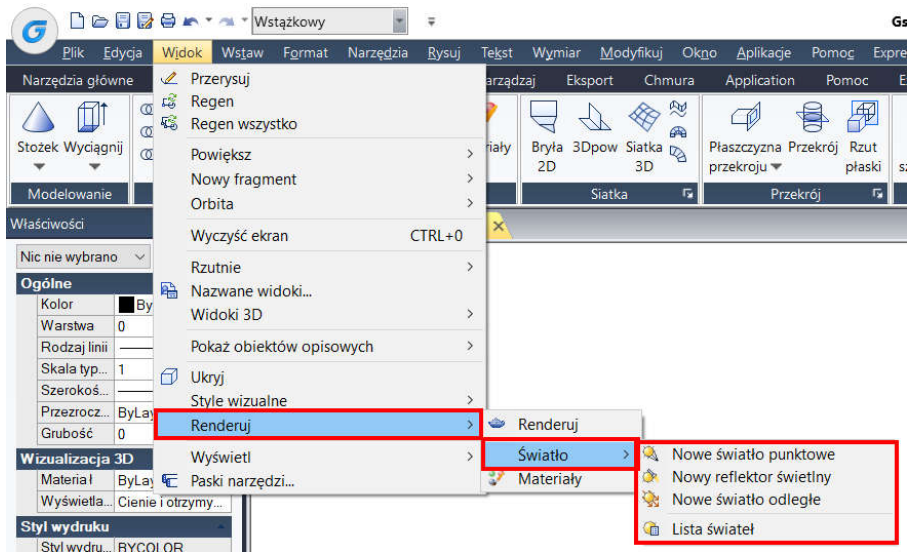 Wstążkowy
Gs
Plik Edycja Widok Wstaw Format Narzędzia Rysuj Tekst Wymiar Modyfikuj Okno Aplikacje Pomoc Expre
Narzędzia główne arządzaj Eksport Chmura Application Pomoc E
Stożek Wyciągnij riały Bryła 2D 3Dpow Siatka 3D Płaszczyzna przekroju Przekrój Rzut płaski
Modelowanie Siatka Przekrój
Przerysuj
Regen
Regen wszystko
Powiększ
Nowy fragment
Orbita
Wyczyść ekran CTRL+0
Rzutnie
Nazwane widoki...
Widoki 3D
Pokaż obiektów opisowych
Ukryj
Style wizualne
Renderuj
Wyświetl
Paski narzędzi...
Renderuj
Światło
Materiały
Nowe światło punktowe
Nowy reflektor świetlny
Nowe światło odległe
Lista świateł
Właściwości
Nic nie wybrano
Ogólne
Kolor By
Warstwa 0
Rodzaj linii
Skala typ... 1
Szerokoś...
Przezrocz... ByLay
Grubość 0
Wizualizacja 3D
Materiał ByLay
Wyświetla... Cienie i otrzymy...
Styl wydruku
Styl wydru... BYCOLOR